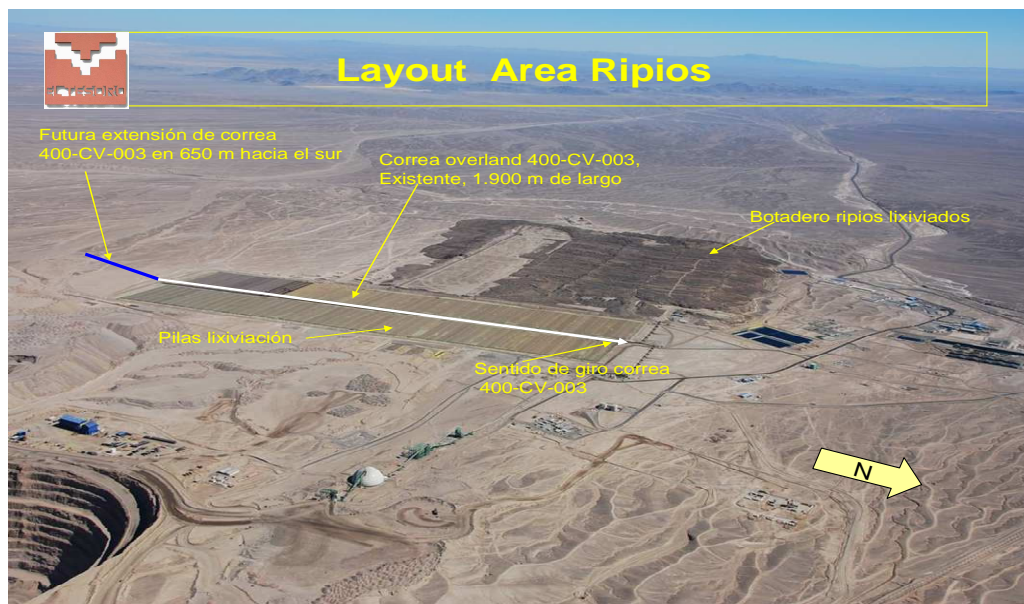 Layout Area Ripios
Futura extensión de correa
400-CV-003 en 650 m hacia el sur
Correa overland 400-CV-003,
Existente, 1.900 m de largo
Botadero ripios lixiviados
Pilas lixiviación
Sentido de giro correa
400-CV-003
N